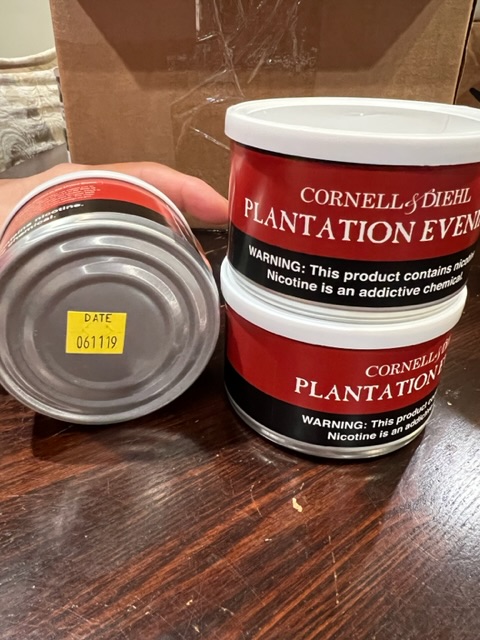 CORNELL & DIEHL
PLANTATION
WARNING: This product contains
Nicotine is an addictive chemical.
CORNELL &
PLANTATION
WARNING: This product
Nicotine is an
DATE
061119